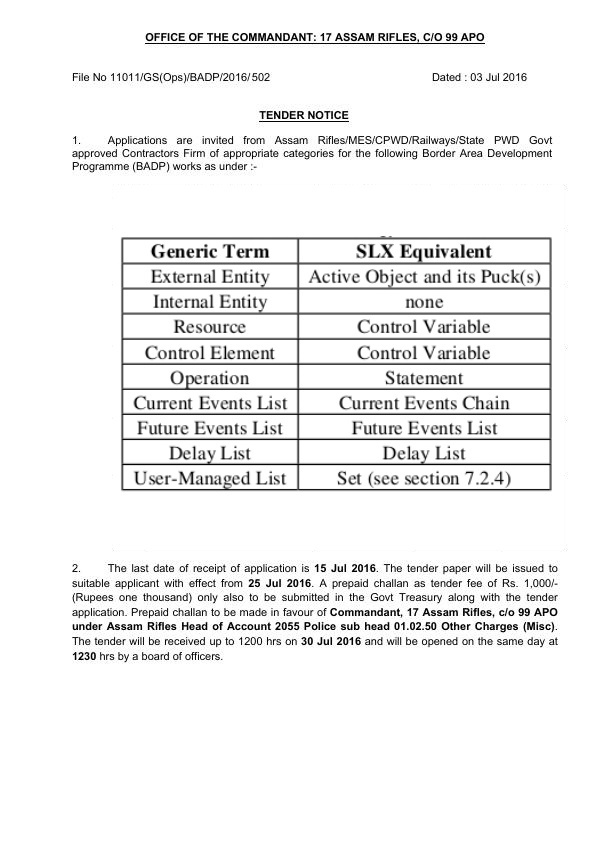 OFFICE OF THE COMMANDANT: 17 ASSAM RIFLES, C/O 99 APO
File No 11011/GS(Ops)/BADP/2016/502 Dated : 03 Jul 2016
TENDER NOTICE
1. Applications are invited from Assam Rifles/MES/CPWD/Railways/State PWD Govt
approved Contractors Firm of appropriate categories for the following Border Area Development
Programme (BADP) works as under :-
Generic Term SLX Equivalent
External Entity Active Object and its Puck(s)
Internal Entity none
Resource Control Variable
Control Element Control Variable
Operation Statement
Current Events List Current Events Chain
Future Events List Future Events List
Delay List Delay List
User-Managed List Set (see section 7.2.4)
2. The last date of receipt of application is 15 Jul 2016. The tender paper will be issued to
suitable applicant with effect from 25 Jul 2016. A prepaid challan as tender fee of Rs. 1,000/-
(Rupees one thousand) only also to be submitted in the Govt Treasury along with the tender
application. Prepaid challan to be made in favour of Commandant, 17 Assam Rifles, c/o 99 APO
under Assam Rifles Head of Account 2055 Police sub head 01.02.50 Other Charges (Misc).
The tender will be received up to 1200 hrs on 30 Jul 2016 and will be opened on the same day at
1230 hrs by a board of officers.